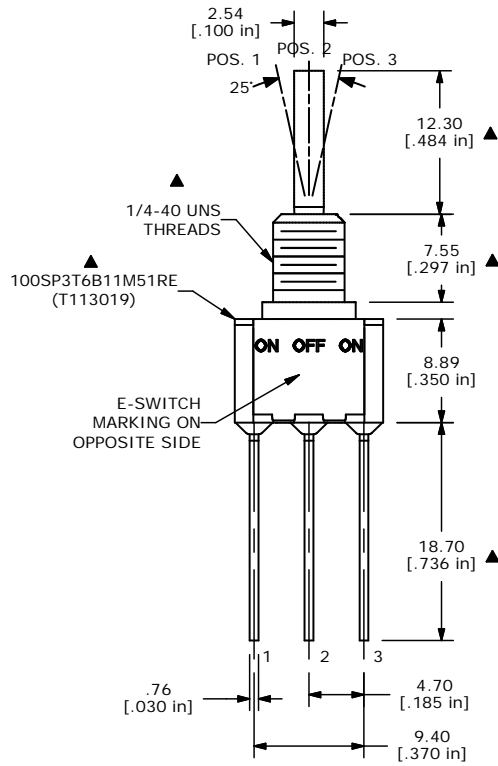 2.54
[.100 in]
POS. 1
POS. 2
POS. 3
25°
12.30
[.484 in]
1/4-40 UNS
THREADS
7.55
[.297 in]
100SP3T6B11M51RE
(T113019)
ON OFF ON
8.89
[.350 in]
E-SWITCH
MARKING ON
OPPOSITE SIDE
18.70
[.736 in]
1
2
3
.76
[.030 in]
4.70
[.185 in]
9.40
[.370 in]